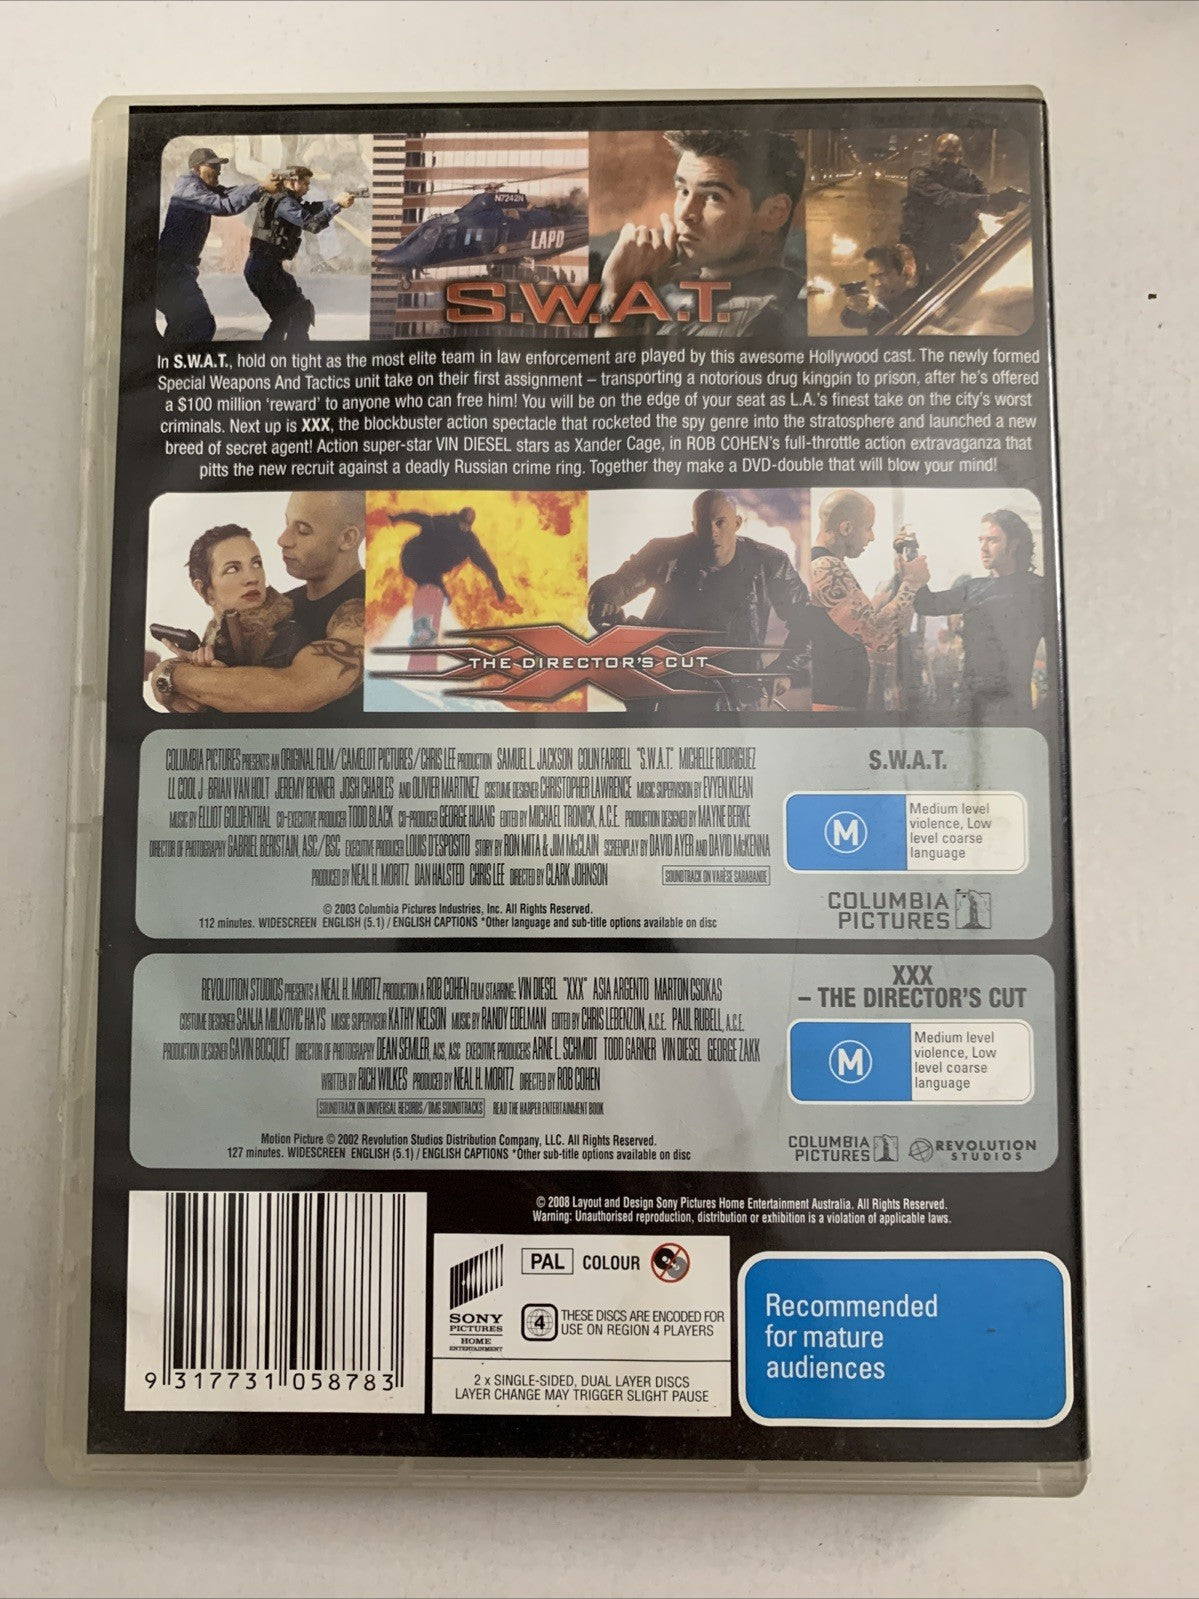 N7242N
LAPD
S.W.A.T.
In S.W.A.T., hold on tight as the most elite team in law enforcement are played by this awesome Hollywood cast. The newly formed
Special Weapons And Tactics unit take on their first assignment – transporting a notorious drug kingpin to prison, after he's offered
a $100 million 'reward' to anyone who can free him! You will be on the edge of your seat as L.A.'s finest take on the city's worst
criminals. Next up is XXX, the blockbuster action spectacle that rocketed the spy genre into the stratosphere and launched a new
breed of secret agent! Action super-star VIN DIESEL stars as Xander Cage, in ROB COHEN's full-throttle action extravaganza that
pits the new recruit against a deadly Russian crime ring. Together they make a DVD-double that will blow your mind!
XXX
THE DIRECTOR'S CUT
COLUMBIA PICTURES PRESENTS AN ORIGINAL FILM/CAMELOT PICTURES/CHRIS LEE PRODUCTION SAMUEL L. JACKSON COLIN FARRELL "S.W.A.T." MICHELLE RODRIGUEZ
LL COOL J BRIAN VAN HOLT JEREMY RENNER JOSH CHARLES AND OLIVIER MARTINEZ COSTUME DESIGNER CHRISTOPHER LAWRENCE MUSIC SUPERVISION BY EVYEN KLEAN
MUSIC BY ELLIOT GOLDENTHAL CO-EXECUTIVE PRODUCER TODD BLACK CO-PRODUCER GEORGE HUANG EDITED BY MICHAEL TRONICK, A.C.E. PRODUCTION DESIGNED BY MAYNE BERKE
DIRECTOR OF PHOTOGRAPHY GABRIEL BERISTAIN, ASC/BSC EXECUTIVE PRODUCER LOUIS D'ESPOSITO STORY BY RON MITA & JIM McCLAIN SCREENPLAY BY DAVID AYER AND DAVID McKENNA
PRODUCED BY NEAL H. MORITZ DAN HALSTED CHRIS LEE DIRECTED BY CLARK JOHNSON
SOUNDTRACK ON VARÈSE SARABANDE
© 2003 Columbia Pictures Industries, Inc. All Rights Reserved.
112 minutes. WIDESCREEN ENGLISH (5.1) / ENGLISH CAPTIONS *Other language and sub-title options available on disc
S.W.A.T.
M
Medium level
violence, Low
level coarse
language
COLUMBIA
PICTURES
REVOLUTION STUDIOS PRESENTS A NEAL H. MORITZ PRODUCTION A ROB COHEN FILM STARRING: VIN DIESEL "XXX" ASIA ARGENTO MARTON CSOKAS
COSTUME DESIGNER SANJA MILKOVIC HAYS MUSIC SUPERVISOR KATHY NELSON MUSIC BY RANDY EDELMAN EDITED BY CHRIS LEBENZON, A.C.E. PAUL RUBELL, A.C.E.
PRODUCTION DESIGNER GAVIN BOCQUET DIRECTOR OF PHOTOGRAPHY DEAN SEMLER, ACS, ASC EXECUTIVE PRODUCERS ARNE L. SCHMIDT TODD GARNER VIN DIESEL GEORGE ZAKK
WRITTEN BY RICH WILKES PRODUCED BY NEAL H. MORITZ DIRECTED BY ROB COHEN
SOUNDTRACK ON UNIVERSAL RECORDS/DMG SOUNDTRACKS READ THE HARPER ENTERTAINMENT BOOK
Motion Picture © 2002 Revolution Studios Distribution Company, LLC. All Rights Reserved.
127 minutes. WIDESCREEN ENGLISH (5.1) / ENGLISH CAPTIONS *Other sub-title options available on disc
XXX
– THE DIRECTOR'S CUT
M
Medium level
violence, Low
level coarse
language
COLUMBIA
PICTURES
REVOLUTION
STUDIOS
© 2008 Layout and Design Sony Pictures Home Entertainment Australia. All Rights Reserved.
Warning: Unauthorised reproduction, distribution or exhibition is a violation of applicable laws.
9 317731 058783
SONY
PICTURES
HOME
ENTERTAINMENT
PAL COLOUR
4
THESE DISCS ARE ENCODED FOR
USE ON REGION 4 PLAYERS
2 x SINGLE-SIDED, DUAL LAYER DISCS
LAYER CHANGE MAY TRIGGER SLIGHT PAUSE
Recommended
for mature
audiences